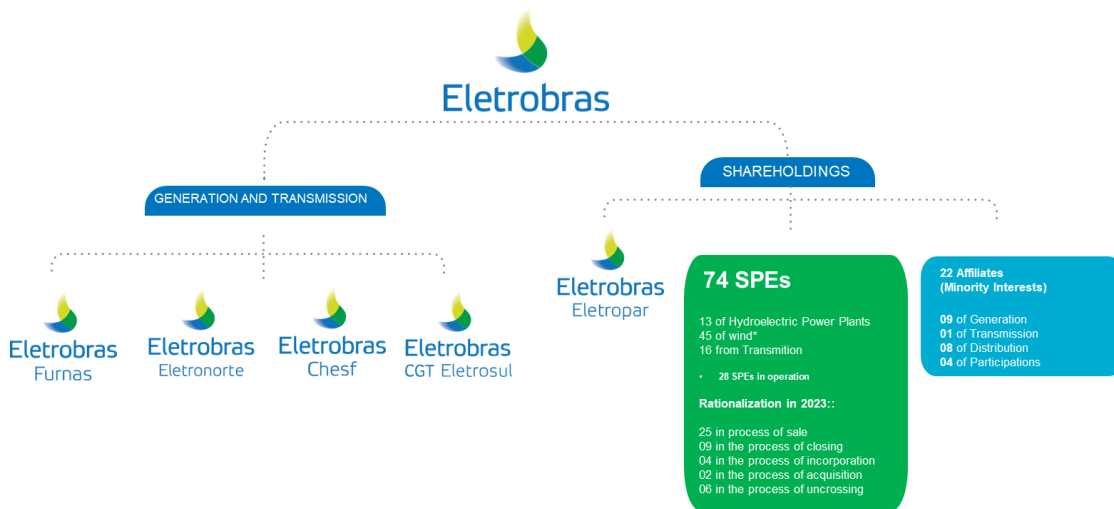 Eletrobras
GENERATION AND TRANSMISSION
SHAREHOLDINGS
Eletrobras
Furnas
Eletrobras
Eletronorte
Eletrobras
Chesf
Eletrobras
CGT Eletrosul
Eletrobras
Eletropar
74 SPEs
13 of Hydroelectric Power Plants
45 of wind*
16 from Transmition
• 28 SPEs in operation
Rationalization in 2023::
25 in process of sale
09 in the process of closing
04 in the process of incorporation
02 in the process of acquisition
06 in the process of uncrossing
22 Affiliates
(Minority Interests)
09 of Generation
01 of Transmission
08 of Distribution
04 of Participations